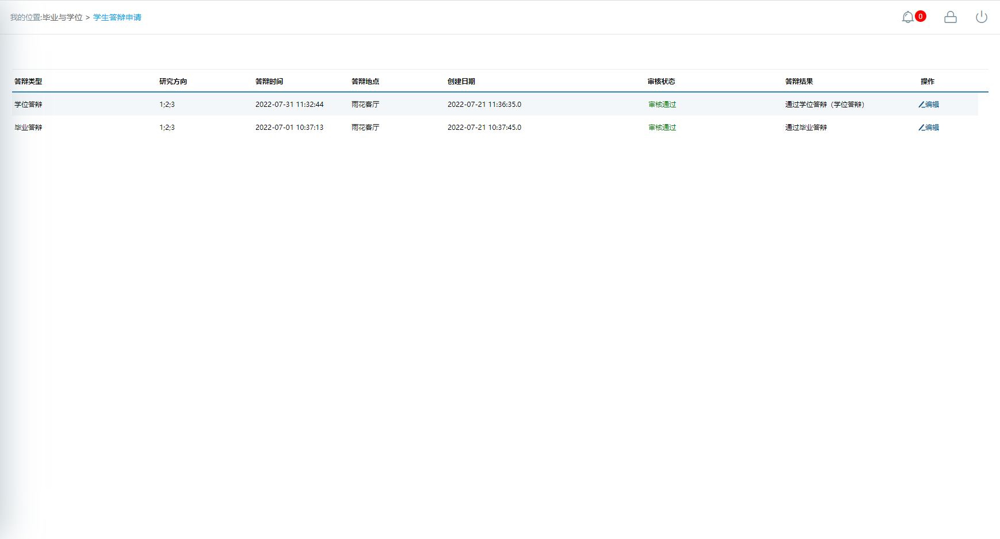 我的位置:毕业与学位 > 学生答辩申请
0
答辩类型 研究方向 答辩时间 答辩地点 创建日期 审核状态 答辩结果 操作
学位答辩 1;2;3 2022-07-31 11:32:44 雨花客厅 2022-07-21 11:36:35.0 审核通过 通过学位答辩（学位答辩） 编辑
毕业答辩 1;2;3 2022-07-01 10:37:13 雨花客厅 2022-07-21 10:37:45.0 审核通过 通过毕业答辩 编辑